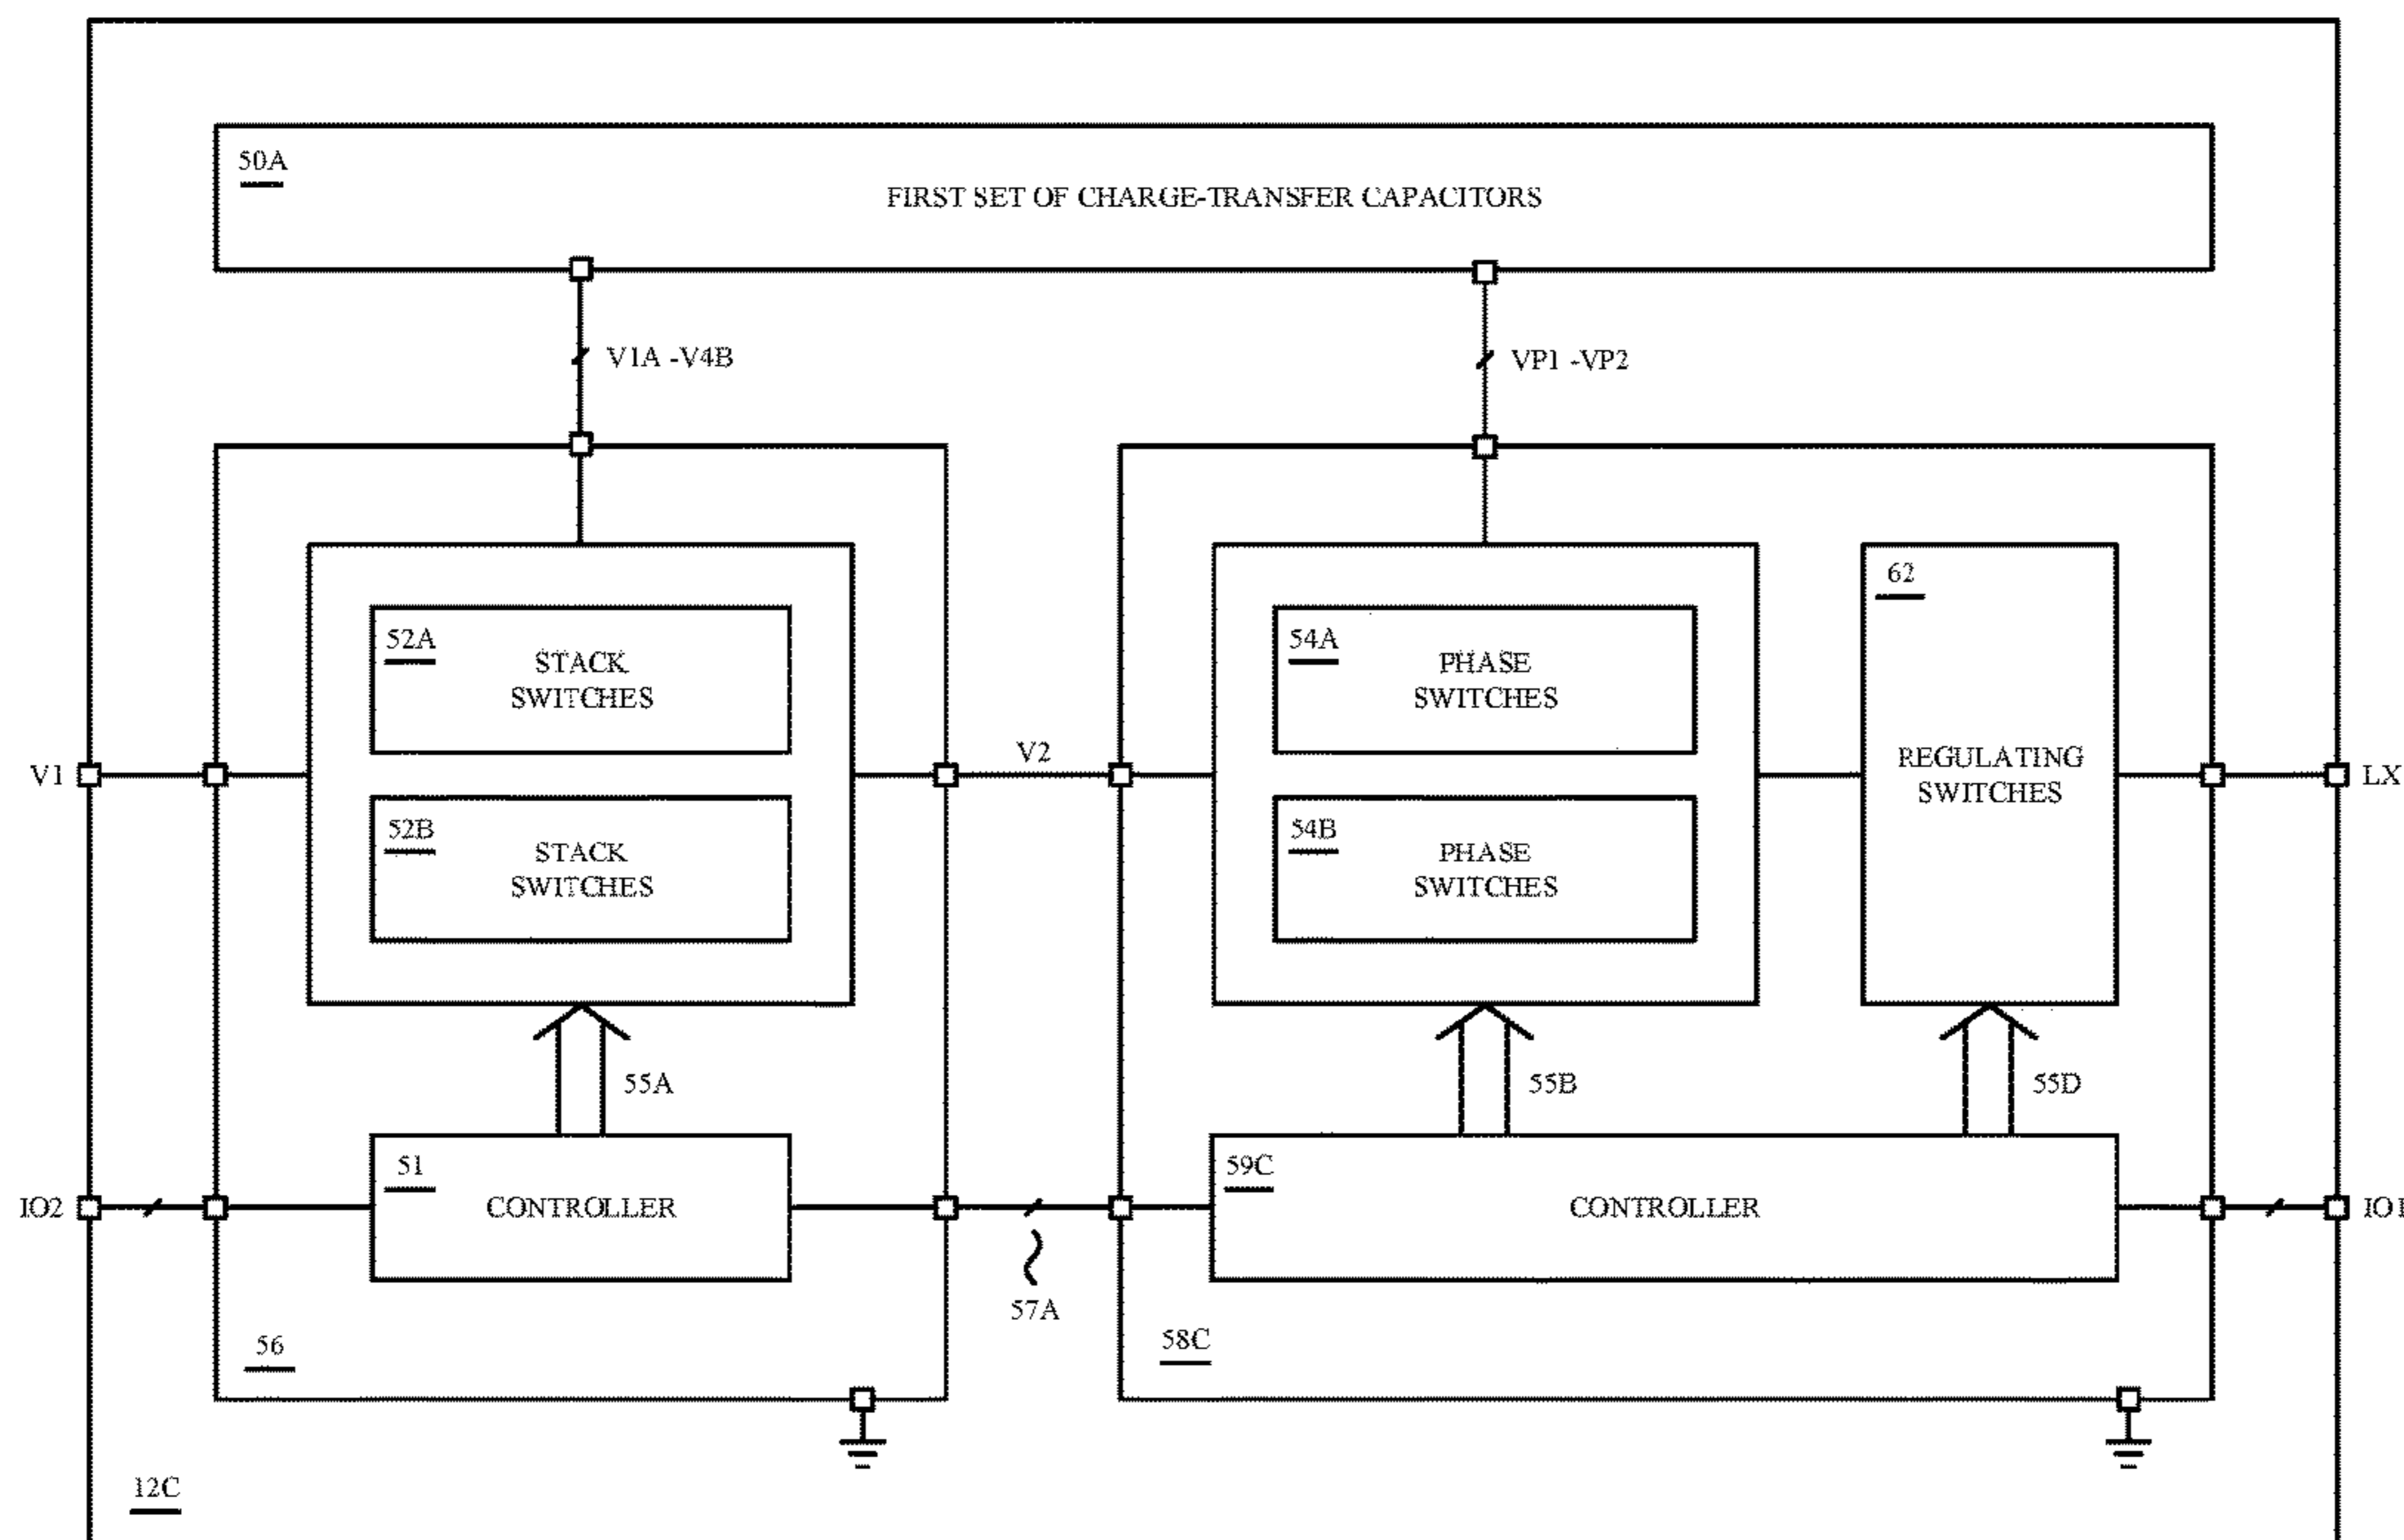 50A
FIRST SET OF CHARGE-TRANSFER CAPACITORS
V1A -V4B
VP1 -VP2
62
52A
STACK
SWITCHES
54A
PHASE
SWITCHES
REGULATING
SWITCHES
V1
V2
LX
52B
STACK
SWITCHES
54B
PHASE
SWITCHES
55A
55B
55D
51
CONTROLLER
59C
CONTROLLER
IO2
IO1
57A
56
58C
12C